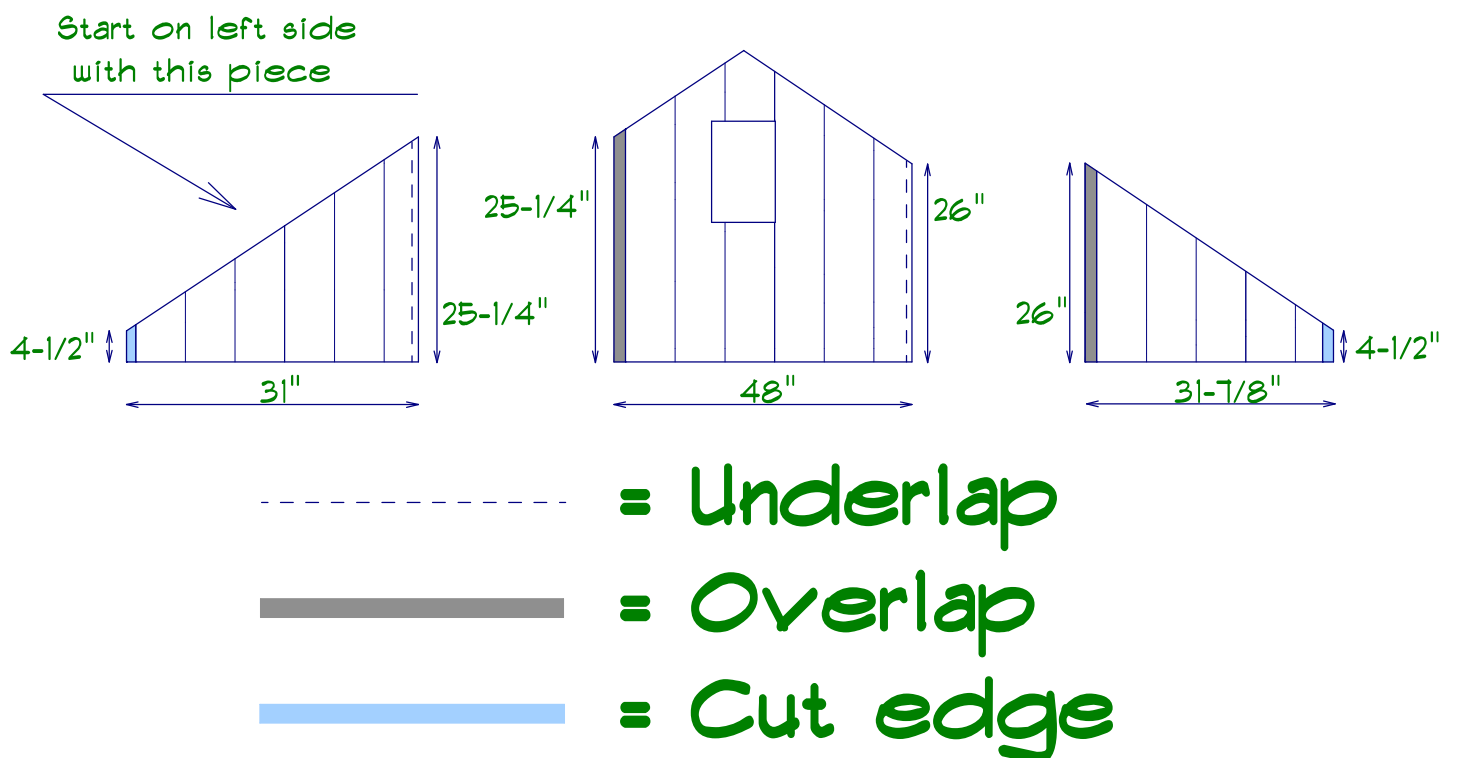 Start on left side
with this piece
25-1/4"
26"
25-1/4"
26"
4-1/2"
4-1/2"
31"
48"
31-7/8"
= Underlap
= Overlap
= Cut edge